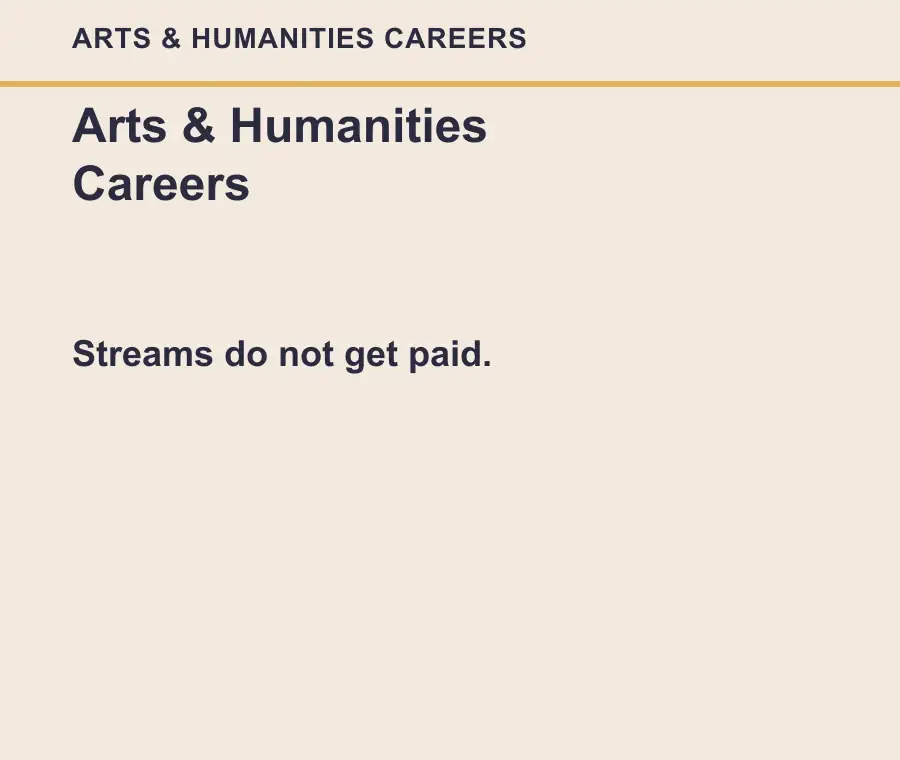 ARTS & HUMANITIES CAREERS
Arts & Humanities
Careers
Streams do not get paid.